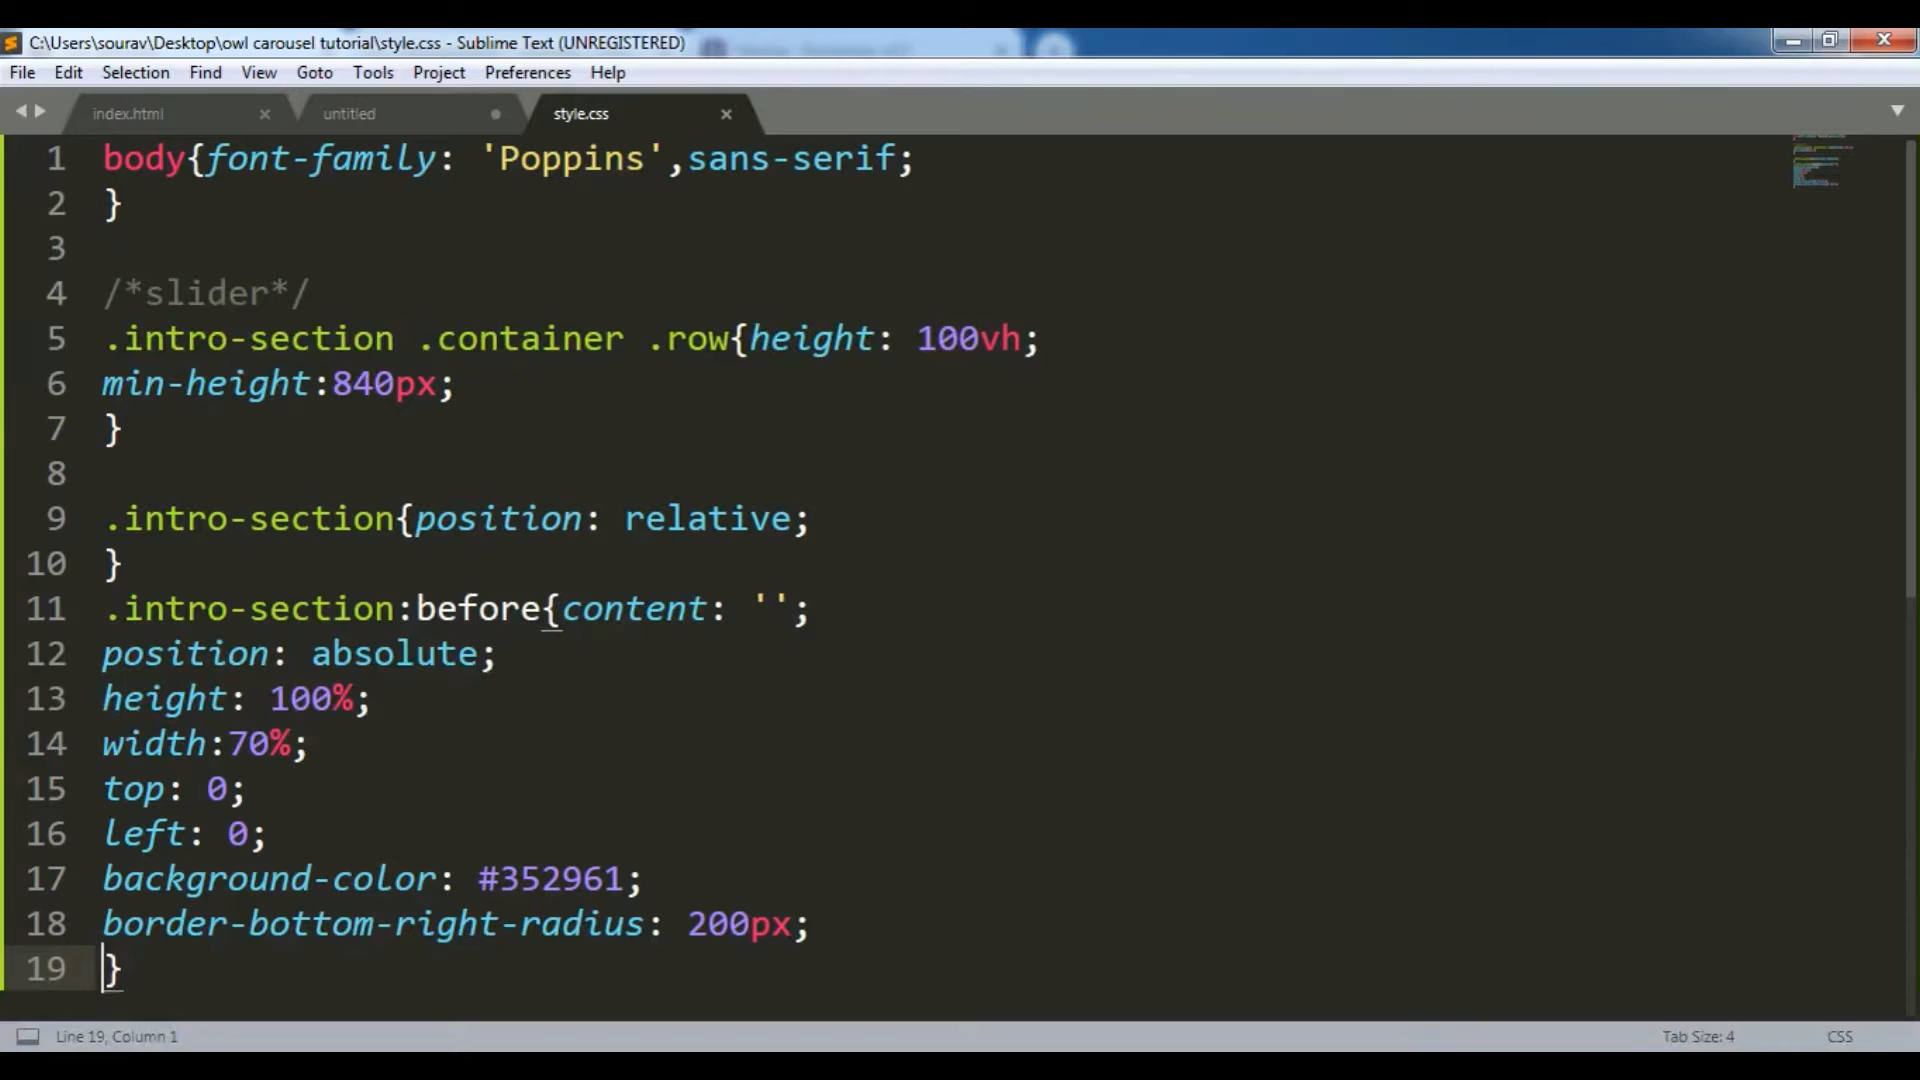 C:\Users\sourav\Desktop\owl carousel tutorial\style.css - Sublime Text (UNREGISTERED)
File Edit Selection Find View Goto Tools Project Preferences Help
index.html untitled style.css
1 body{font-family: 'Poppins',sans-serif;
2 }
3
4 /*slider*/
5 .intro-section .container .row{height: 100vh;
6 min-height:840px;
7 }
8
9 .intro-section{position: relative;
10 }
11 .intro-section:before{content: '';
12 position: absolute;
13 height: 100%;
14 width:70%;
15 top: 0;
16 left: 0;
17 background-color: #352961;
18 border-bottom-right-radius: 200px;
19 }
Line 19, Column 1 Tab Size: 4 CSS